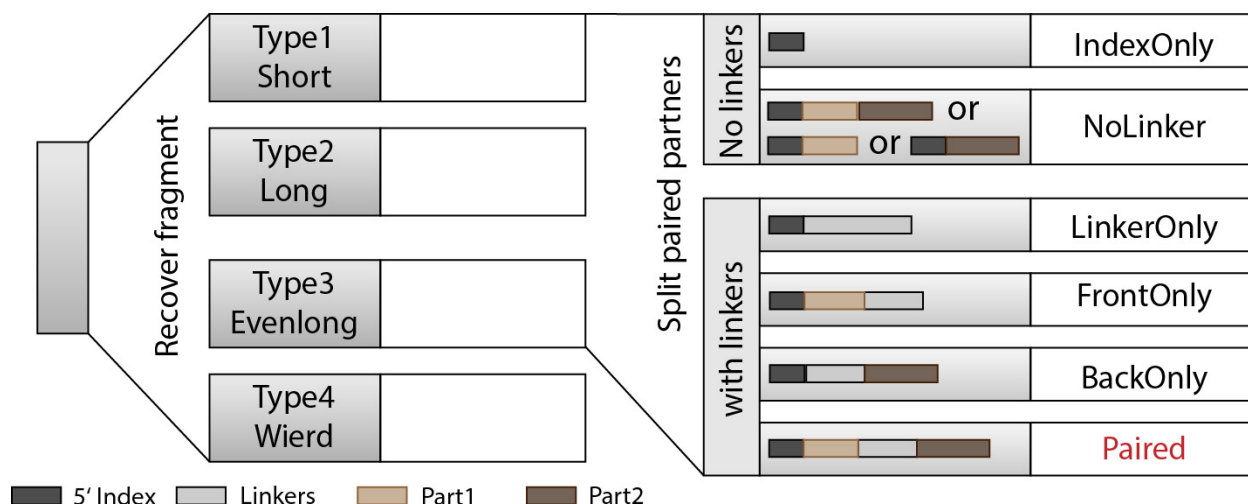 Recover fragment
Type1
Short
Type2
Long
Type3
Evenlong
Type4
Wierd
Split paired partners
No linkers
IndexOnly
or
or
NoLinker
with linkers
LinkerOnly
FrontOnly
BackOnly
Paired
5‘ Index
Linkers
Part1
Part2